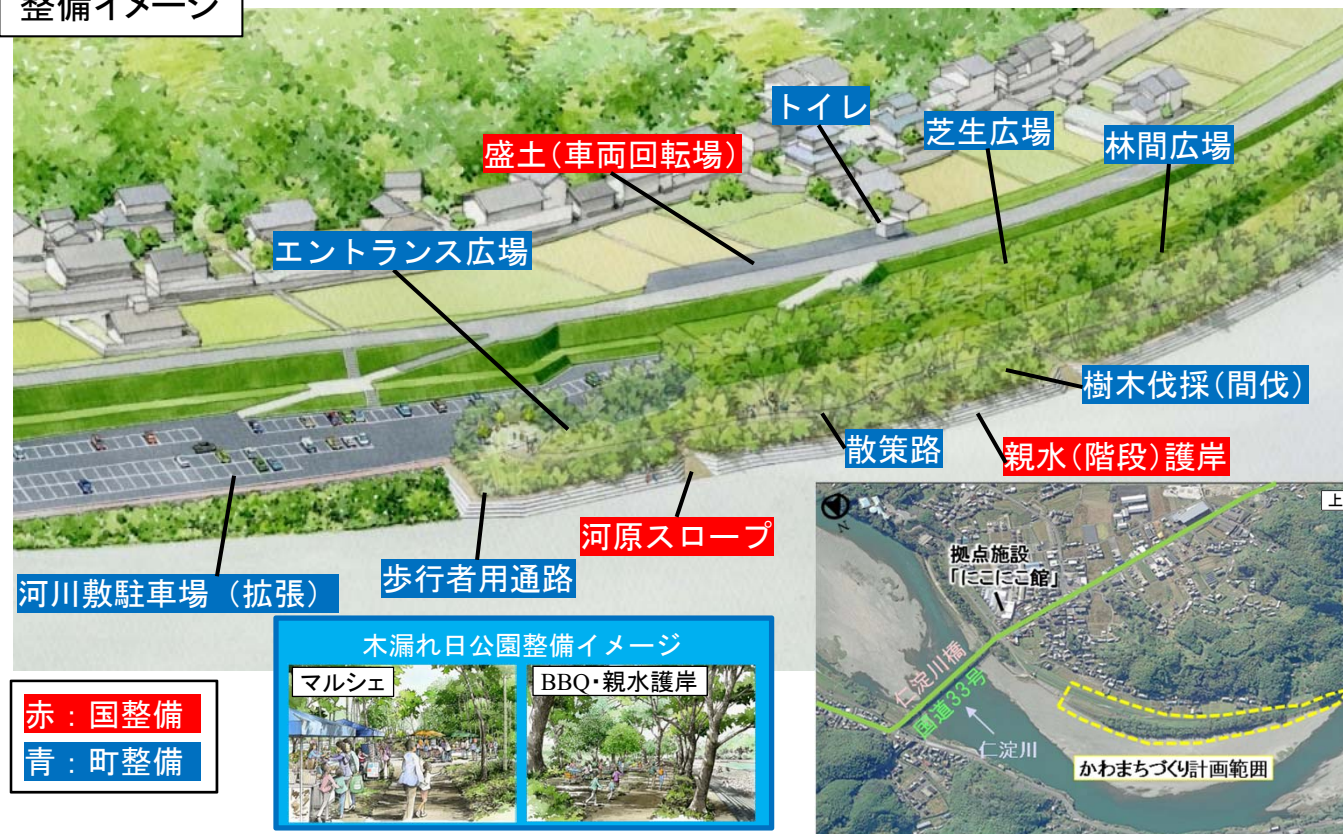 整備イメージ
トイレ
盛土(車両回転場)
芝生広場
林間広場
エントランス広場
樹木伐採(間伐)
散策路
親水(階段)護岸
河原スロープ
歩行者用通路
河川敷駐車場(拡張)
木漏れ日公園整備イメージ
マルシェ
BBQ・親水護岸
赤:国整備
青:町整備
N
上
拠点施設
「にこにこ館」
仁淀川橋
国道33号
仁淀川
かわまちづくり計画範囲